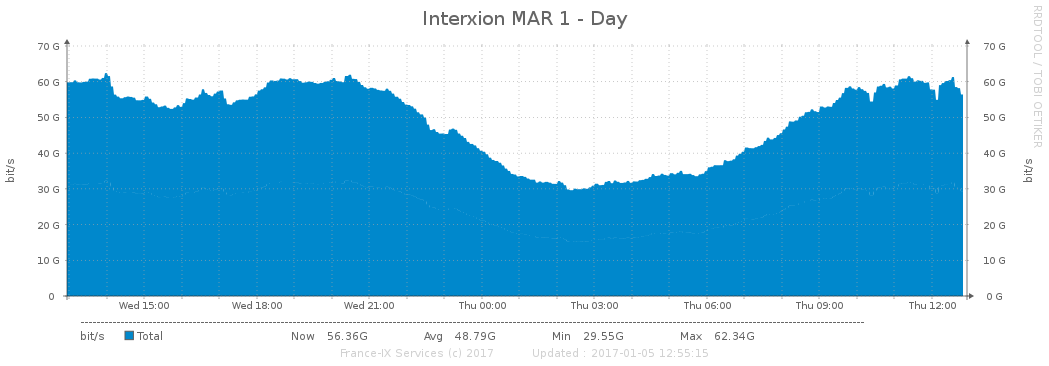 Interxion MAR 1 - Day
RRDTOOL / TOBI OETIKER
bit/s
70 G 70 G
60 G 60 G
50 G 50 G
40 G 40 G
30 G 30 G
20 G 20 G
10 G 10 G
0 0 G
bit/s
Wed 15:00 Wed 18:00 Wed 21:00 Thu 00:00 Thu 03:00 Thu 06:00 Thu 09:00 Thu 12:00
bit/s Total Now 56.36G Avg 48.79G Min 29.55G Max 62.34G
France-IX Services (c) 2017 Updated : 2017-01-05 12:55:15